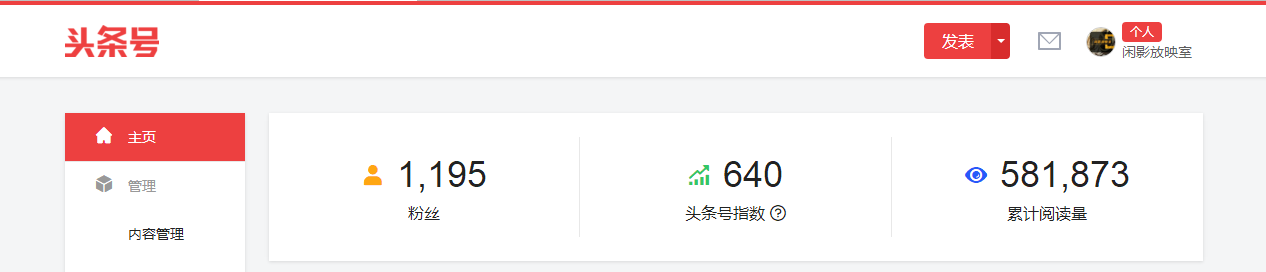 头条号
发表
个人
闲影放映室
主页
管理
内容管理
1,195
粉丝
640
头条号指数 ?
581,873
累计阅读量